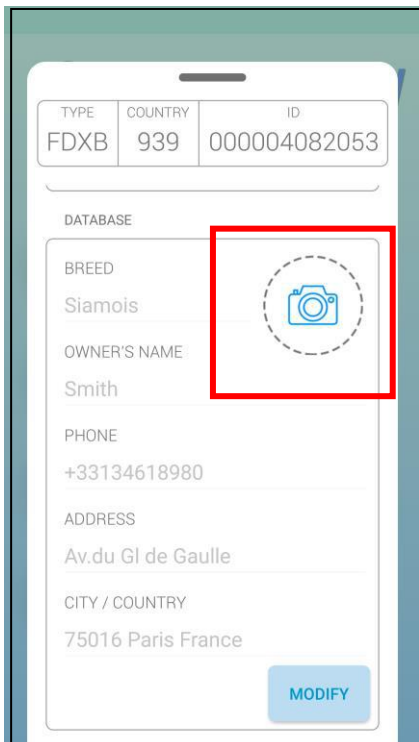 TYPE COUNTRY ID
FDXB 939 000004082053
DATABASE
BREED
Siamois
OWNER'S NAME
Smith
PHONE
+33134618980
ADDRESS
Av.du Gl de Gaulle
CITY / COUNTRY
75016 Paris France
MODIFY